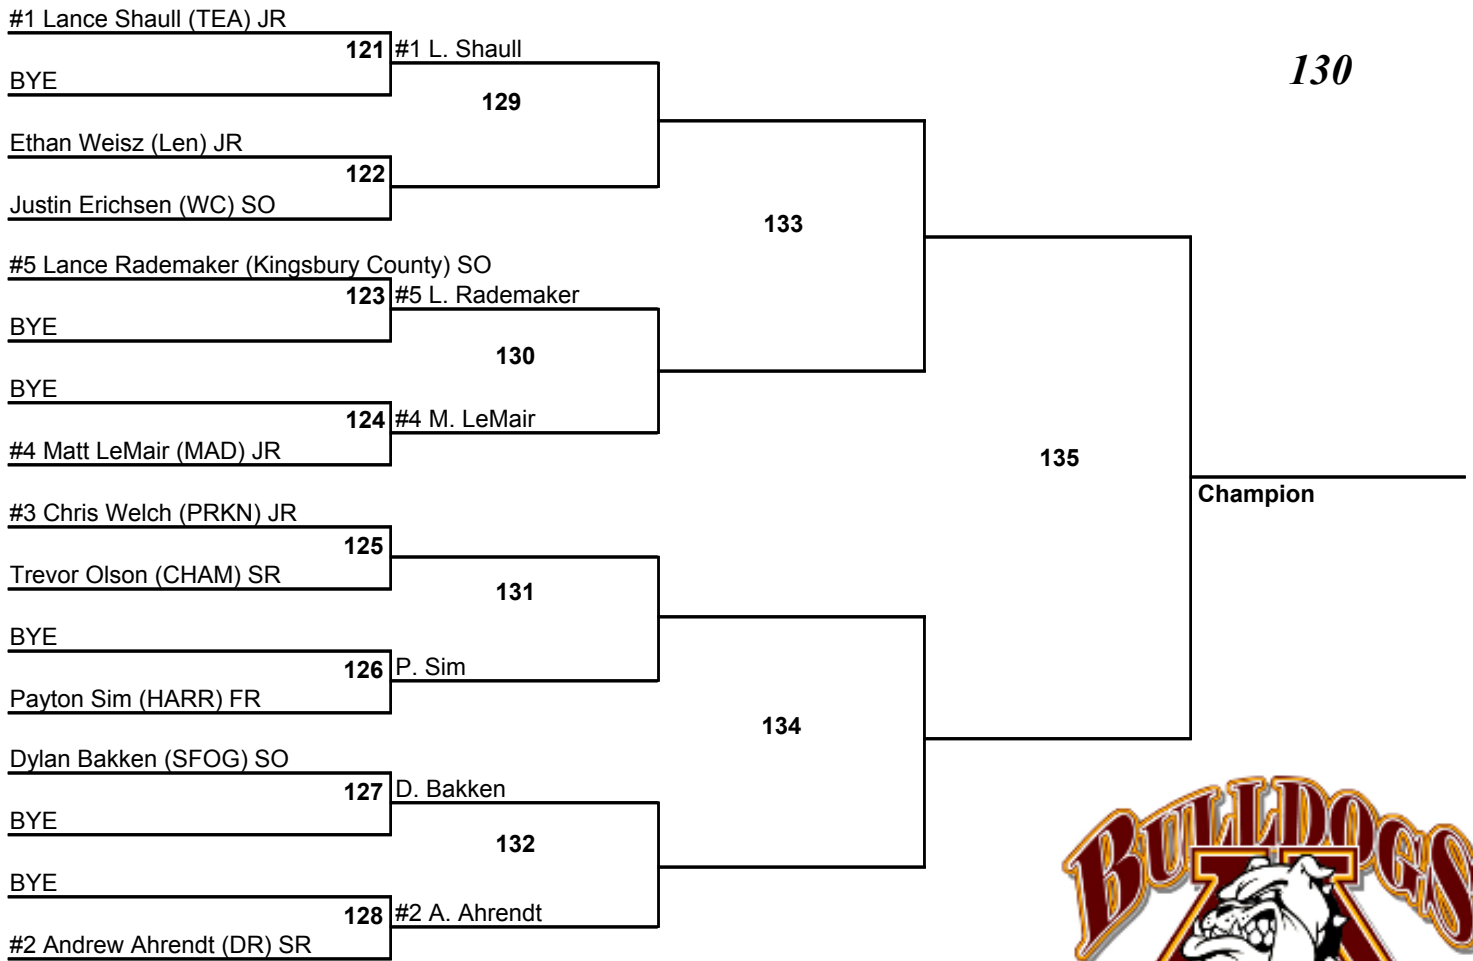 #1 Lance Shaull (TEA) JR
121 #1 L. Shaull
130
BYE
129
Ethan Weisz (Len) JR
122
Justin Erichsen (WC) SO
133
#5 Lance Rademaker (Kingsbury County) SO
123 #5 L. Rademaker
BYE
130
BYE
124 #4 M. LeMair
#4 Matt LeMair (MAD) JR
135
Champion
#3 Chris Welch (PRKN) JR
125
Trevor Olson (CHAM) SR
131
BYE
126 P. Sim
Payton Sim (HARR) FR
134
Dylan Bakken (SFOG) SO
127 D. Bakken
BYE
132
BYE
128 #2 A. Ahrendt
#2 Andrew Ahrendt (DR) SR
BULLDOGS